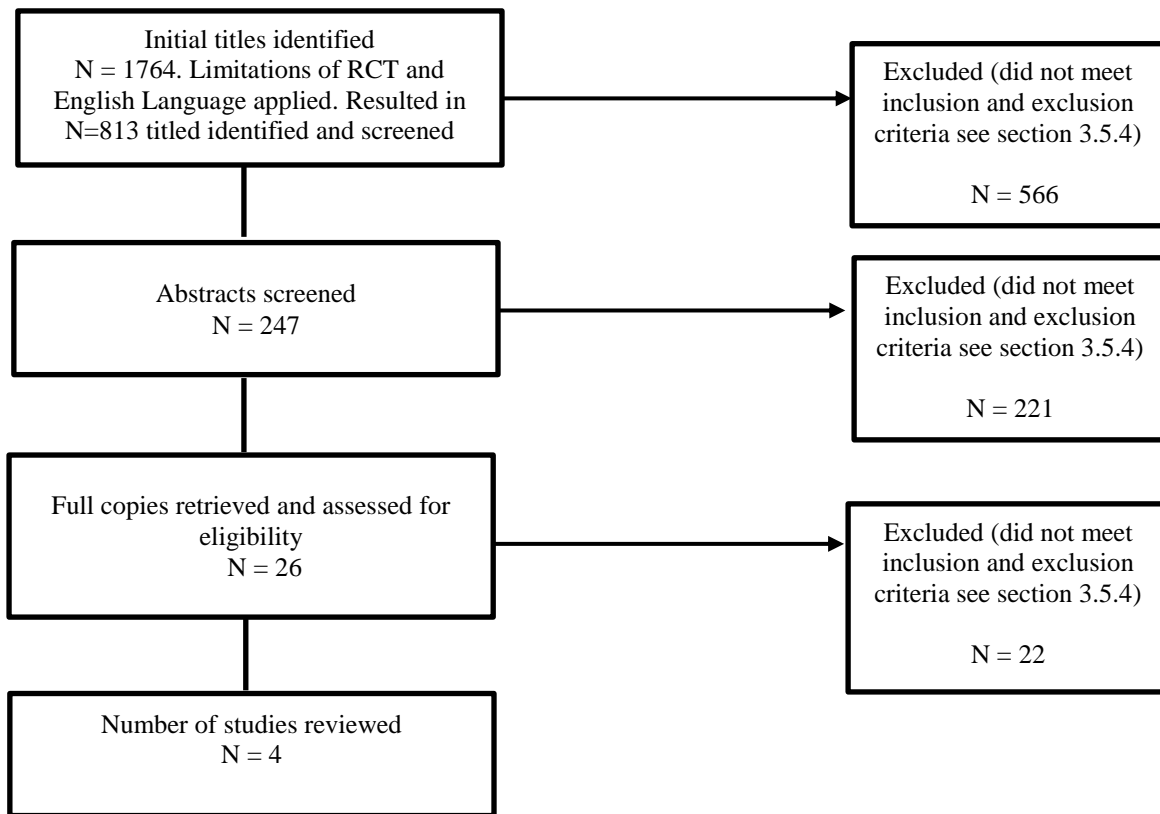 Initial titles identified
N = 1764. Limitations of RCT and
English Language applied. Resulted in
N=813 titled identified and screened
Excluded (did not meet
inclusion and exclusion
criteria see section 3.5.4)
N = 566
Abstracts screened
N = 247
Excluded (did not meet
inclusion and exclusion
criteria see section 3.5.4)
N = 221
Full copies retrieved and assessed for
eligibility
N = 26
Excluded (did not meet
inclusion and exclusion
criteria see section 3.5.4)
N = 22
Number of studies reviewed
N = 4